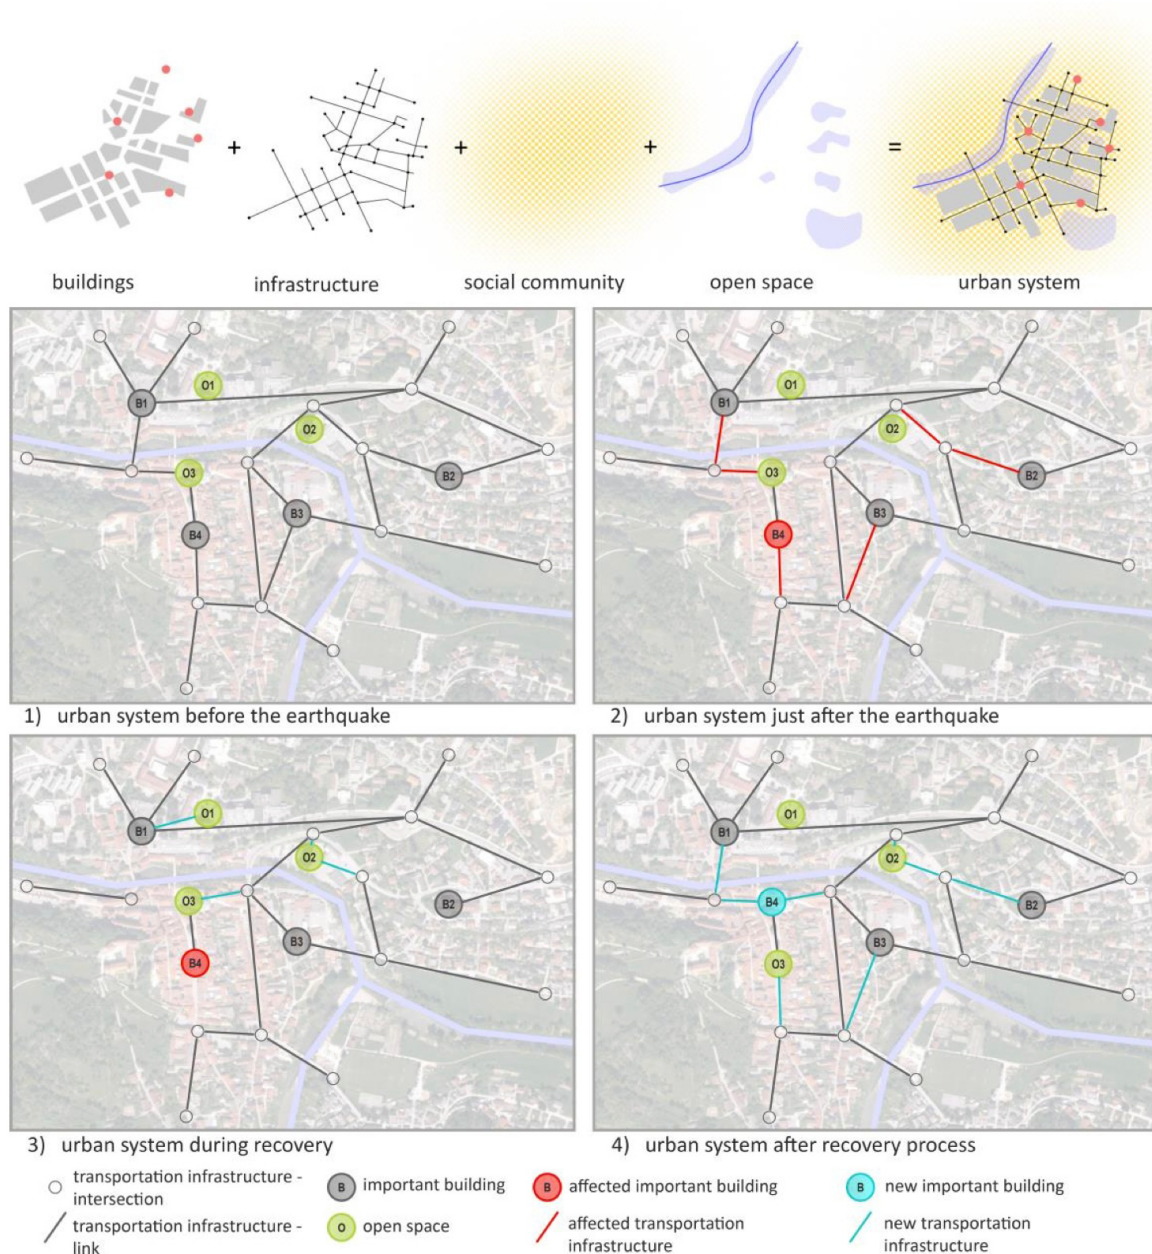 + + + =
buildings infrastructure social community open space urban system
B1 O1
O2
O3 B2
B3
B4
B1 O1
O2
O3 B2
B3
B4
1) urban system before the earthquake 2) urban system just after the earthquake
B1 O1
O2
O3 B2
B3
B4
B1 O1
O2
B4 B2
B3
O3
3) urban system during recovery 4) urban system after recovery process
transportation infrastructure -
intersection
B important building
B affected important building
B new important building
transportation infrastructure -
link
O open space
affected transportation
infrastructure
new transportation
infrastructure